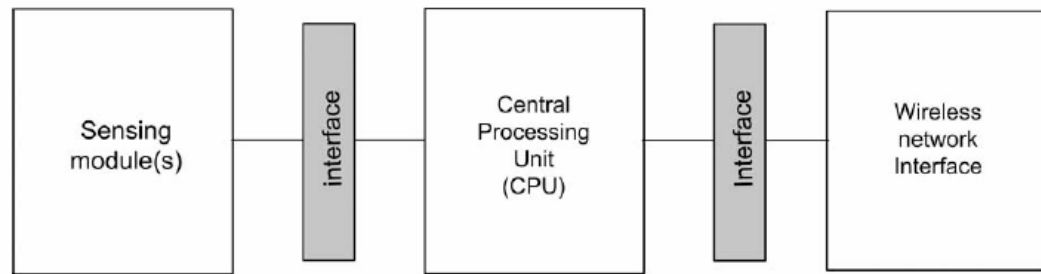 Sensing
module(s)
interface
Central
Processing
Unit
(CPU)
Interface
Wireless
network
Interface